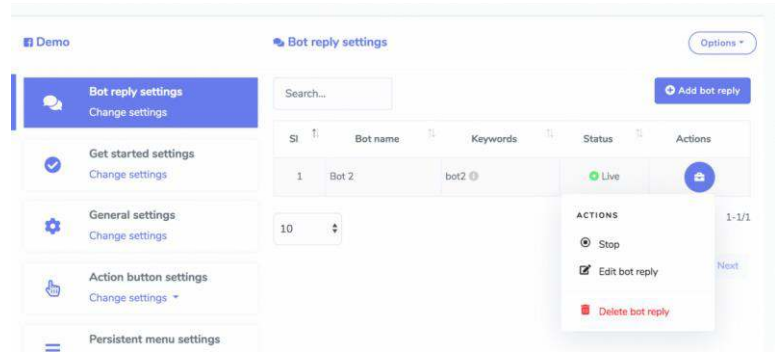 Demo
Bot reply settings
Options
Bot reply settings
Change settings
Get started settings
Change settings
General settings
Change settings
Action button settings
Change settings
Persistent menu settings
Search...
Add bot reply
Sl Bot name Keywords Status Actions
1 Bot 2 bot2 Live
10
1-1/1
ACTIONS
Stop
Edit bot reply
Delete bot reply
Next